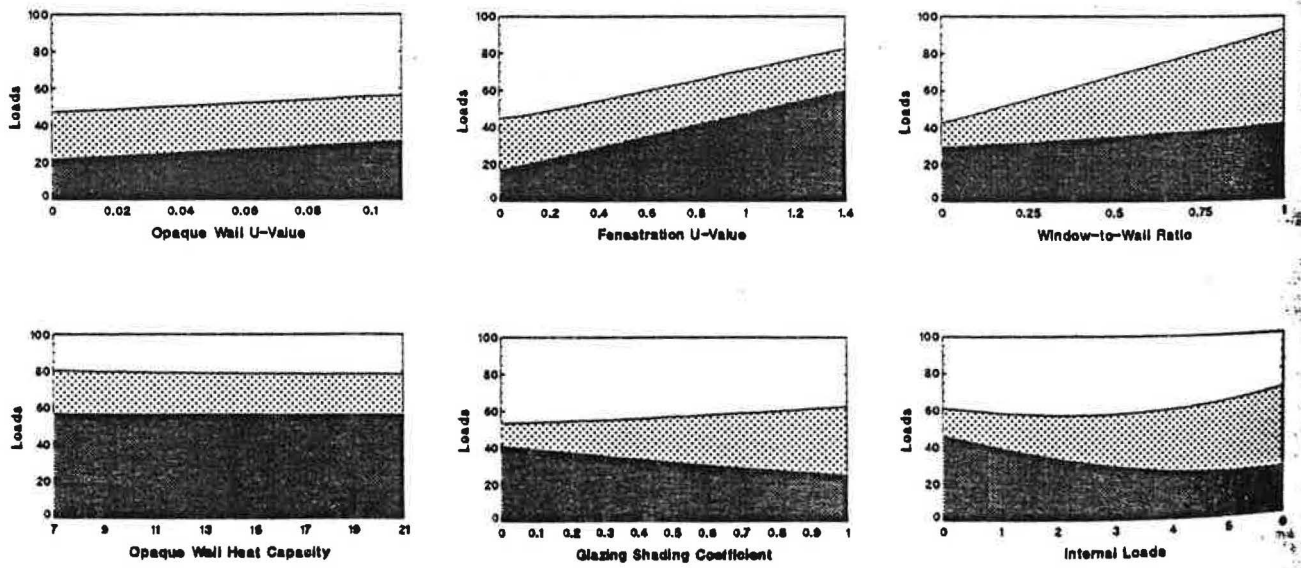 100
80
60
40
20
0
Loads
0 0.02 0.04 0.06 0.08 0.1
Opaque Wall U-Value
100
80
60
40
20
0
Loads
0 0.2 0.4 0.6 0.8 1 1.2 1.4
Fenestration U-Value
100
80
60
40
20
0
Loads
0 0.25 0.5 0.75 1
Window-to-Wall Ratio
100
80
60
40
20
0
Loads
7 9 11 13 15 17 19 21
Opaque Wall Heat Capacity
100
80
60
40
20
0
Loads
0 0.1 0.2 0.3 0.4 0.5 0.6 0.7 0.8 0.9 1
Glazing Shading Coefficient
100
80
60
40
20
0
Loads
0 1 2 3 4 5 6
Internal Loads